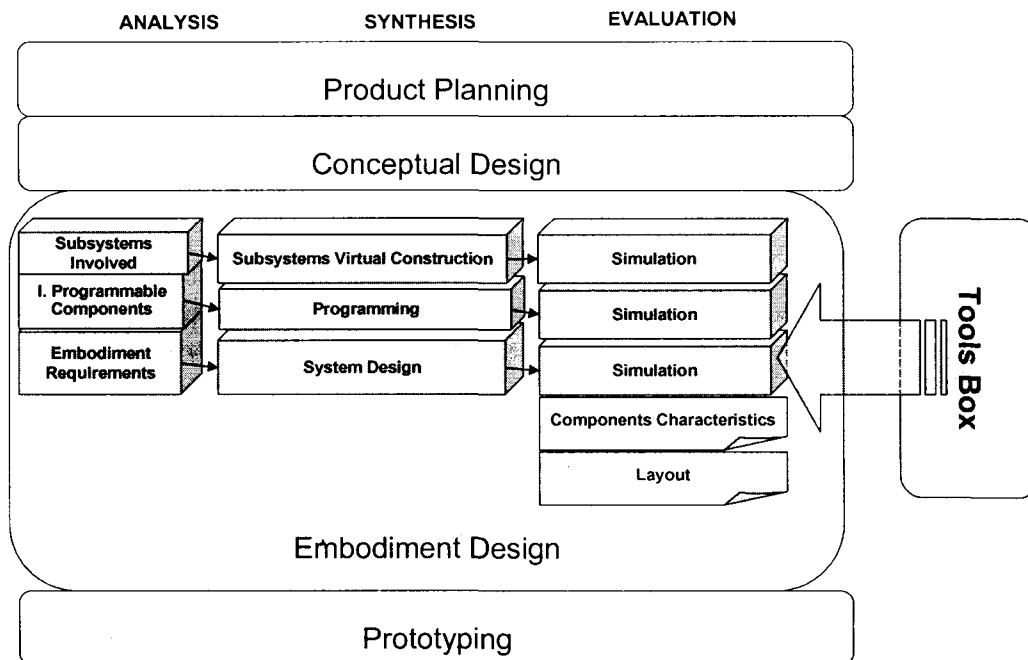 ANALYSIS SYNTHESIS EVALUATION
Product Planning
Conceptual Design
Subsystems
Involved
Subsystems Virtual Construction
Simulation
I. Programmable
Components
Programming
Simulation
Embodiment
Requirements
System Design
Simulation
Components Characteristics
Layout
Embodiment Design
Prototyping
Tools Box